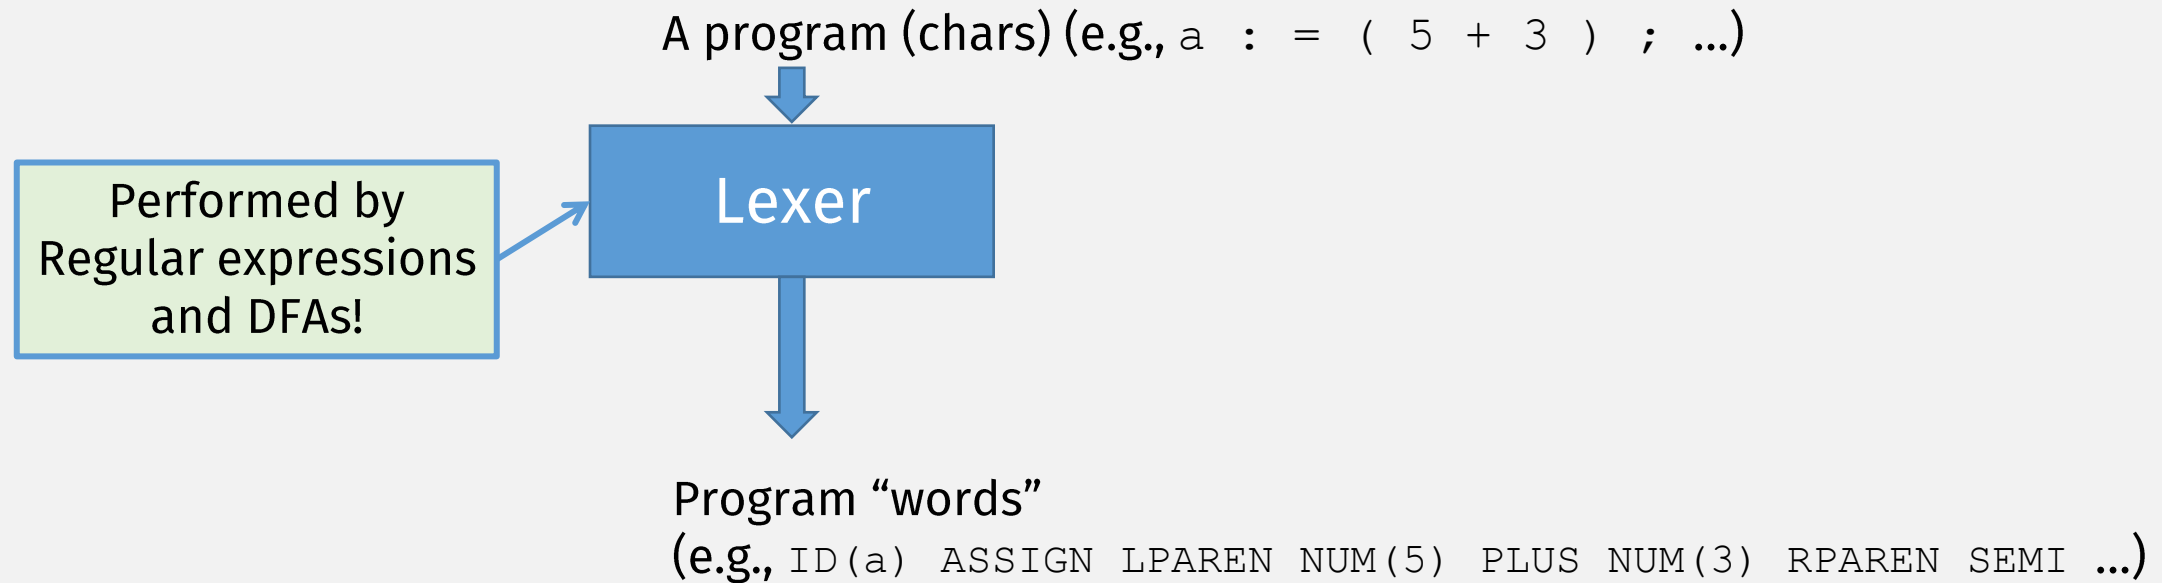 A program (chars) (e.g., a : = ( 5 + 3 ) ; ...)
Performed by
Regular expressions
and DFAs!
Lexer
Program “words”
(e.g., ID(a) ASSIGN LPAREN NUM(5) PLUS NUM(3) RPAREN SEMI ...)